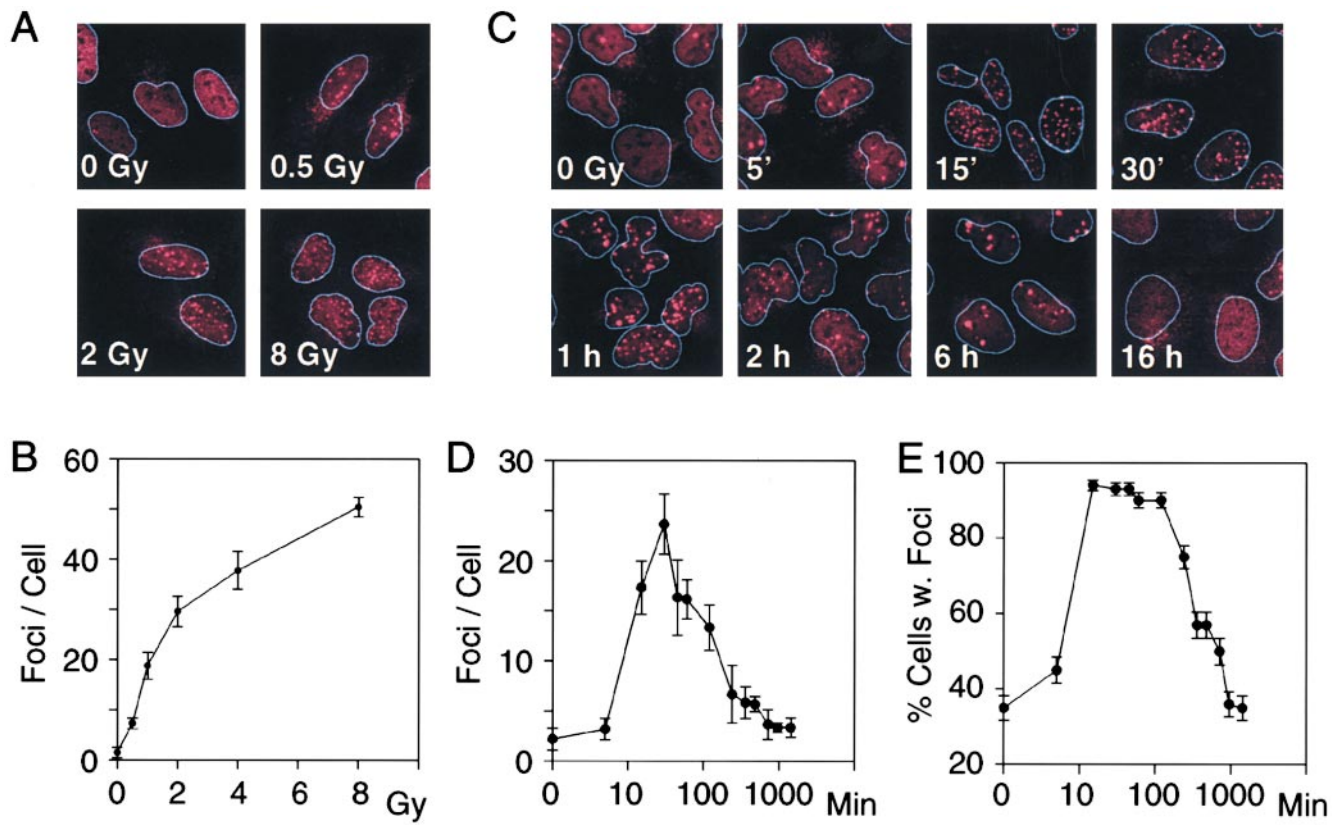 A
0 Gy
0.5 Gy
2 Gy
8 Gy
C
0 Gy
5'
15'
30'
1 h
2 h
6 h
16 h
B
Foci / Cell
60
40
20
0
0 2 4 6 8 Gy
D
Foci / Cell
30
20
10
0
0 10 100 1000 Min
E
% Cells w. Foci
100
80
60
40
20
0 10 100 1000 Min